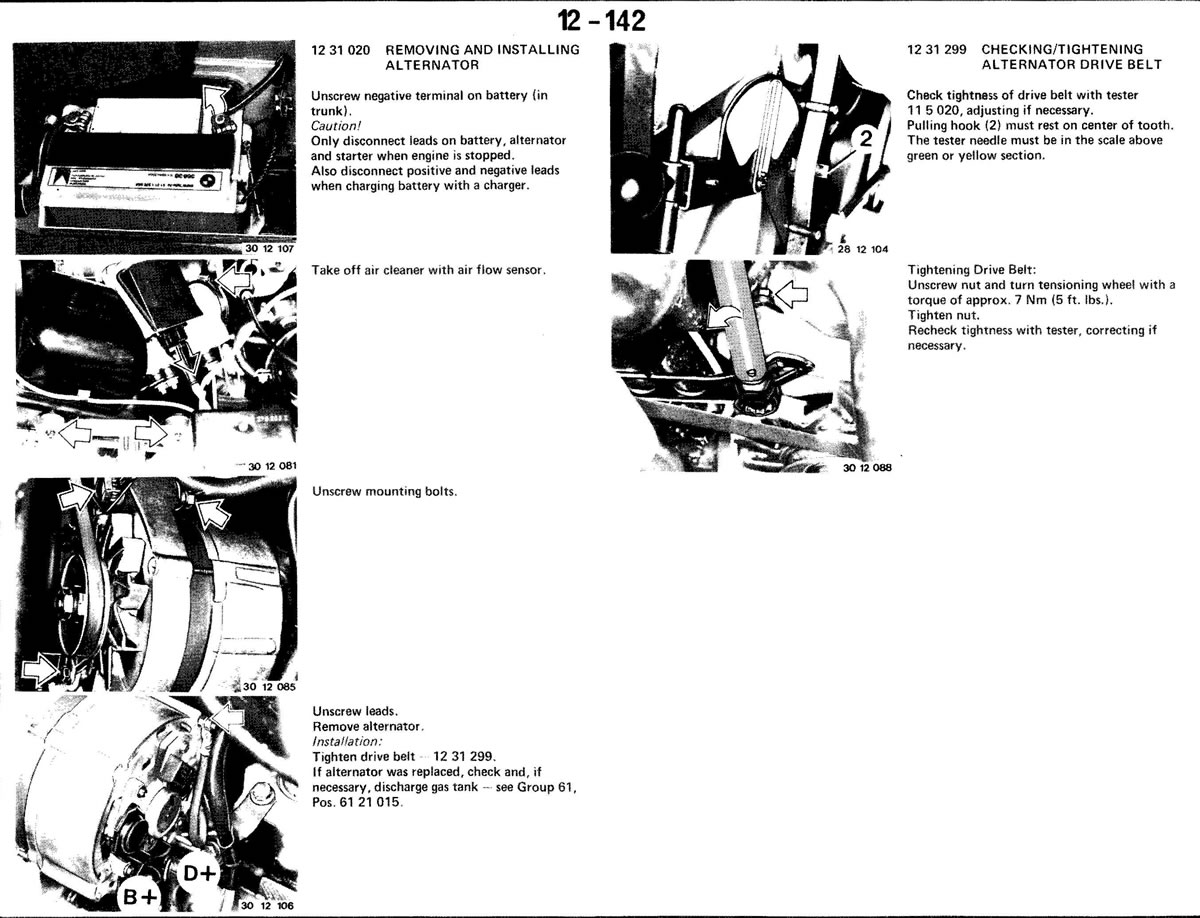 12-142
12 31 020 REMOVING AND INSTALLING
ALTERNATOR
Unscrew negative terminal on battery (in
trunk).
Caution!
Only disconnect leads on battery, alternator
and starter when engine is stopped.
Also disconnect positive and negative leads
when charging battery with a charger.
30 12 107
Take off air cleaner with air flow sensor.
30 12 081
Unscrew mounting bolts.
30 12 085
Unscrew leads.
Remove alternator.
Installation:
Tighten drive belt — 12 31 299.
If alternator was replaced, check and, if
necessary, discharge gas tank — see Group 61,
Pos. 61 21 015.
D+
B+
30 12 106
12 31 299 CHECKING/TIGHTENING
ALTERNATOR DRIVE BELT
Check tightness of drive belt with tester
11 5 020, adjusting if necessary.
Pulling hook (2) must rest on center of tooth.
The tester needle must be in the scale above
green or yellow section.
2
28 12 104
Tightening Drive Belt:
Unscrew nut and turn tensioning wheel with a
torque of approx. 7 Nm (5 ft. lbs.).
Tighten nut.
Recheck tightness with tester, correcting if
necessary.
30 12 088